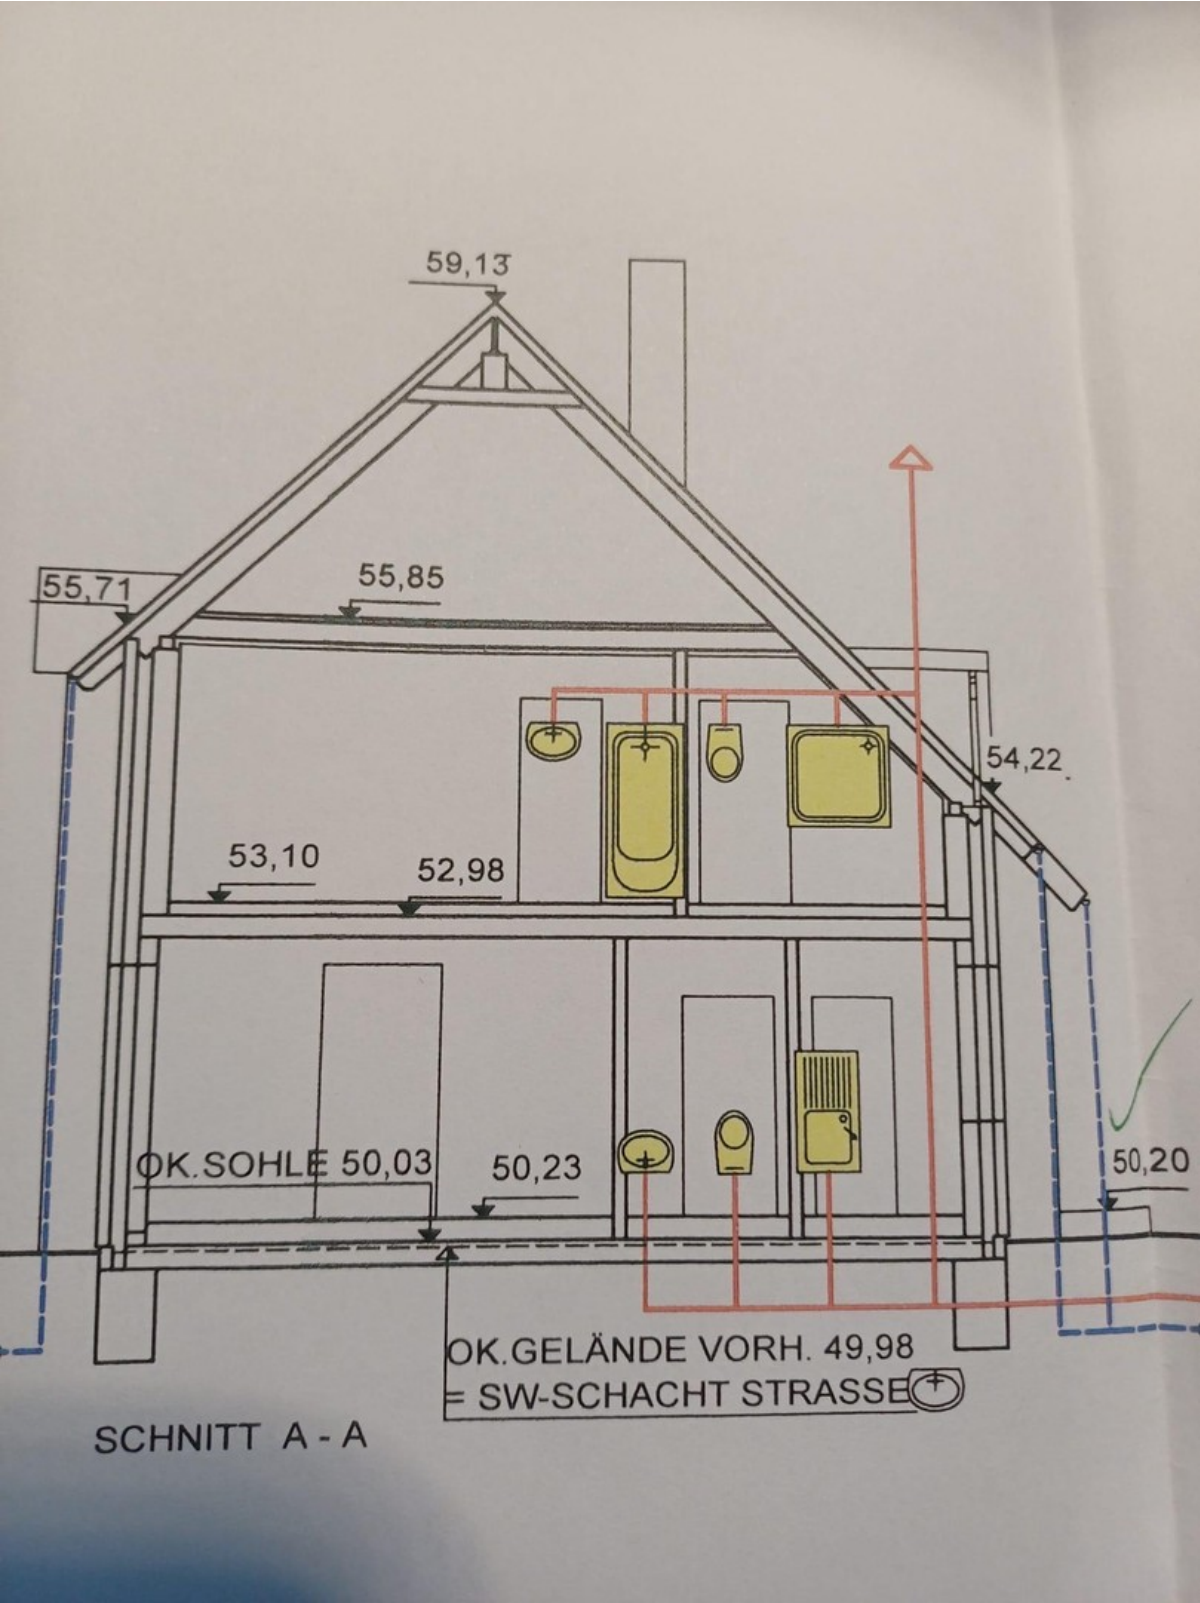 59,13
55,71
55,85
54,22
53,10
52,98
OK.SOHLE 50,03
50,23
50,20
OK.GELÄNDE VORH. 49,98
= SW-SCHACHT STRASSE
SCHNITT A - A